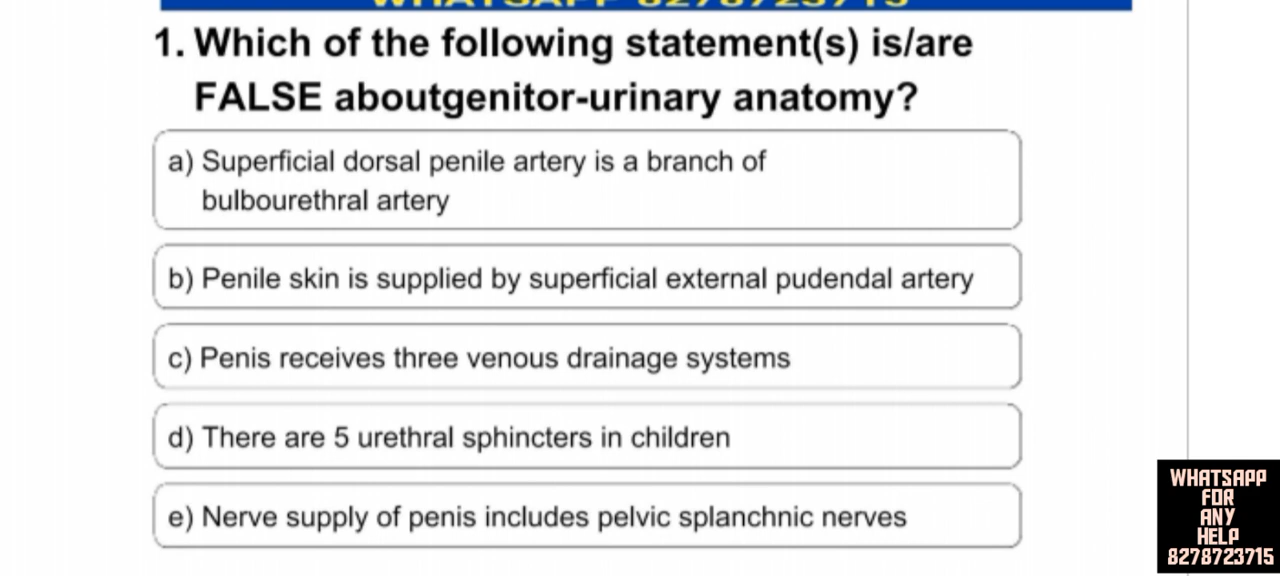 WHATSAPP 8278723715
1. Which of the following statement(s) is/are
FALSE aboutgenitor-urinary anatomy?
a) Superficial dorsal penile artery is a branch of
bulbourethral artery
b) Penile skin is supplied by superficial external pudendal artery
c) Penis receives three venous drainage systems
d) There are 5 urethral sphincters in children
e) Nerve supply of penis includes pelvic splanchnic nerves
WHATSAPP
FOR
ANY
HELP
8278723715